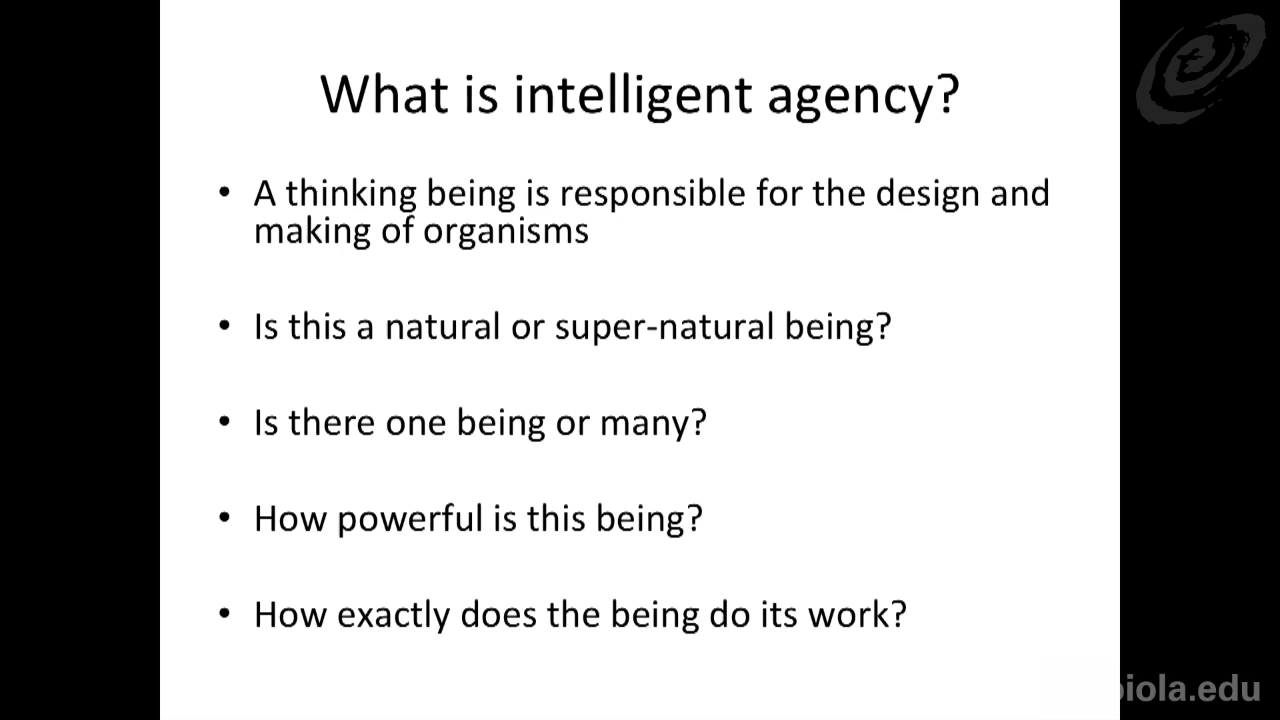 What is intelligent agency?
• A thinking being is responsible for the design and
making of organisms
• Is this a natural or super-natural being?
• Is there one being or many?
• How powerful is this being?
• How exactly does the being do its work?
biola.edu